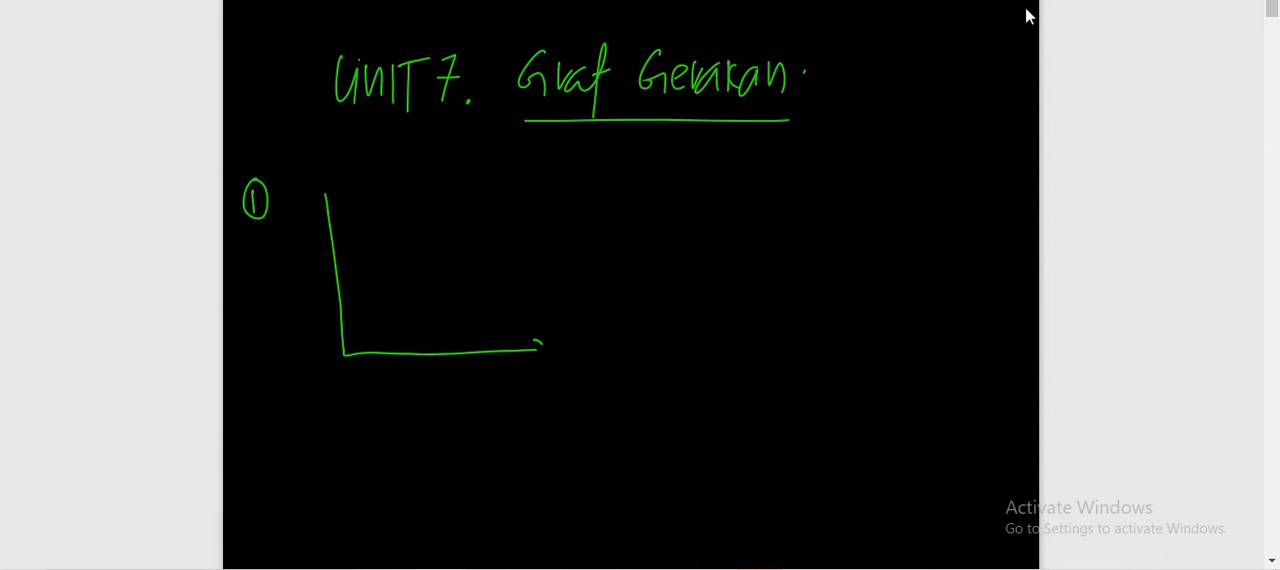 UNIT 7. Graf Gerakan.
①
Activate Windows
Go to Settings to activate Windows.